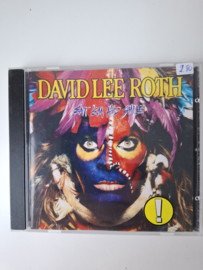 DAVID LEE ROTH
EAT 'EM AND SMILE
!